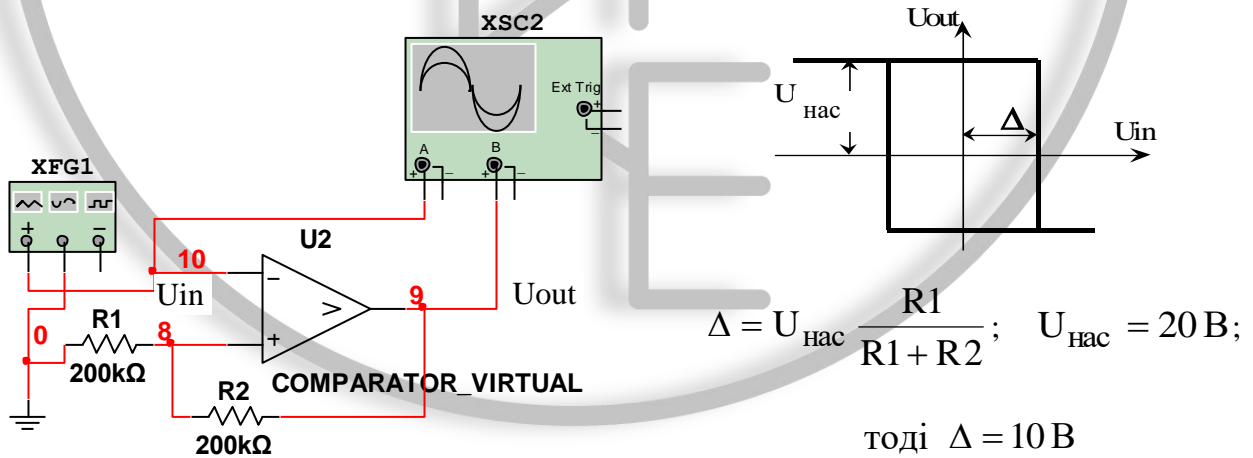 XSC2
Ext Trig
+
−
A
B
+ −
+ −
XFG1
+ −
10
Uin
U2
−
>
+
9
Uout
COMPARATOR_VIRTUAL
0
R1
8
200kΩ
R2
200kΩ
Uout
U нас
Δ
Uin
Δ = U нас R1 / (R1 + R2) ; U нас = 20 В;
тоді Δ = 10 В